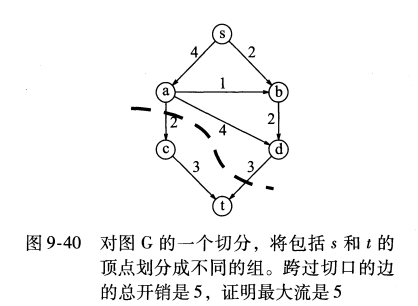 s
4
2
a
1
b
2
4
2
c
d
3
3
t
图 9-40 对图 G 的一个切分，将包括 s 和 t 的
顶点划分成不同的组。跨过切口的边
的总开销是 5，证明最大流是 5